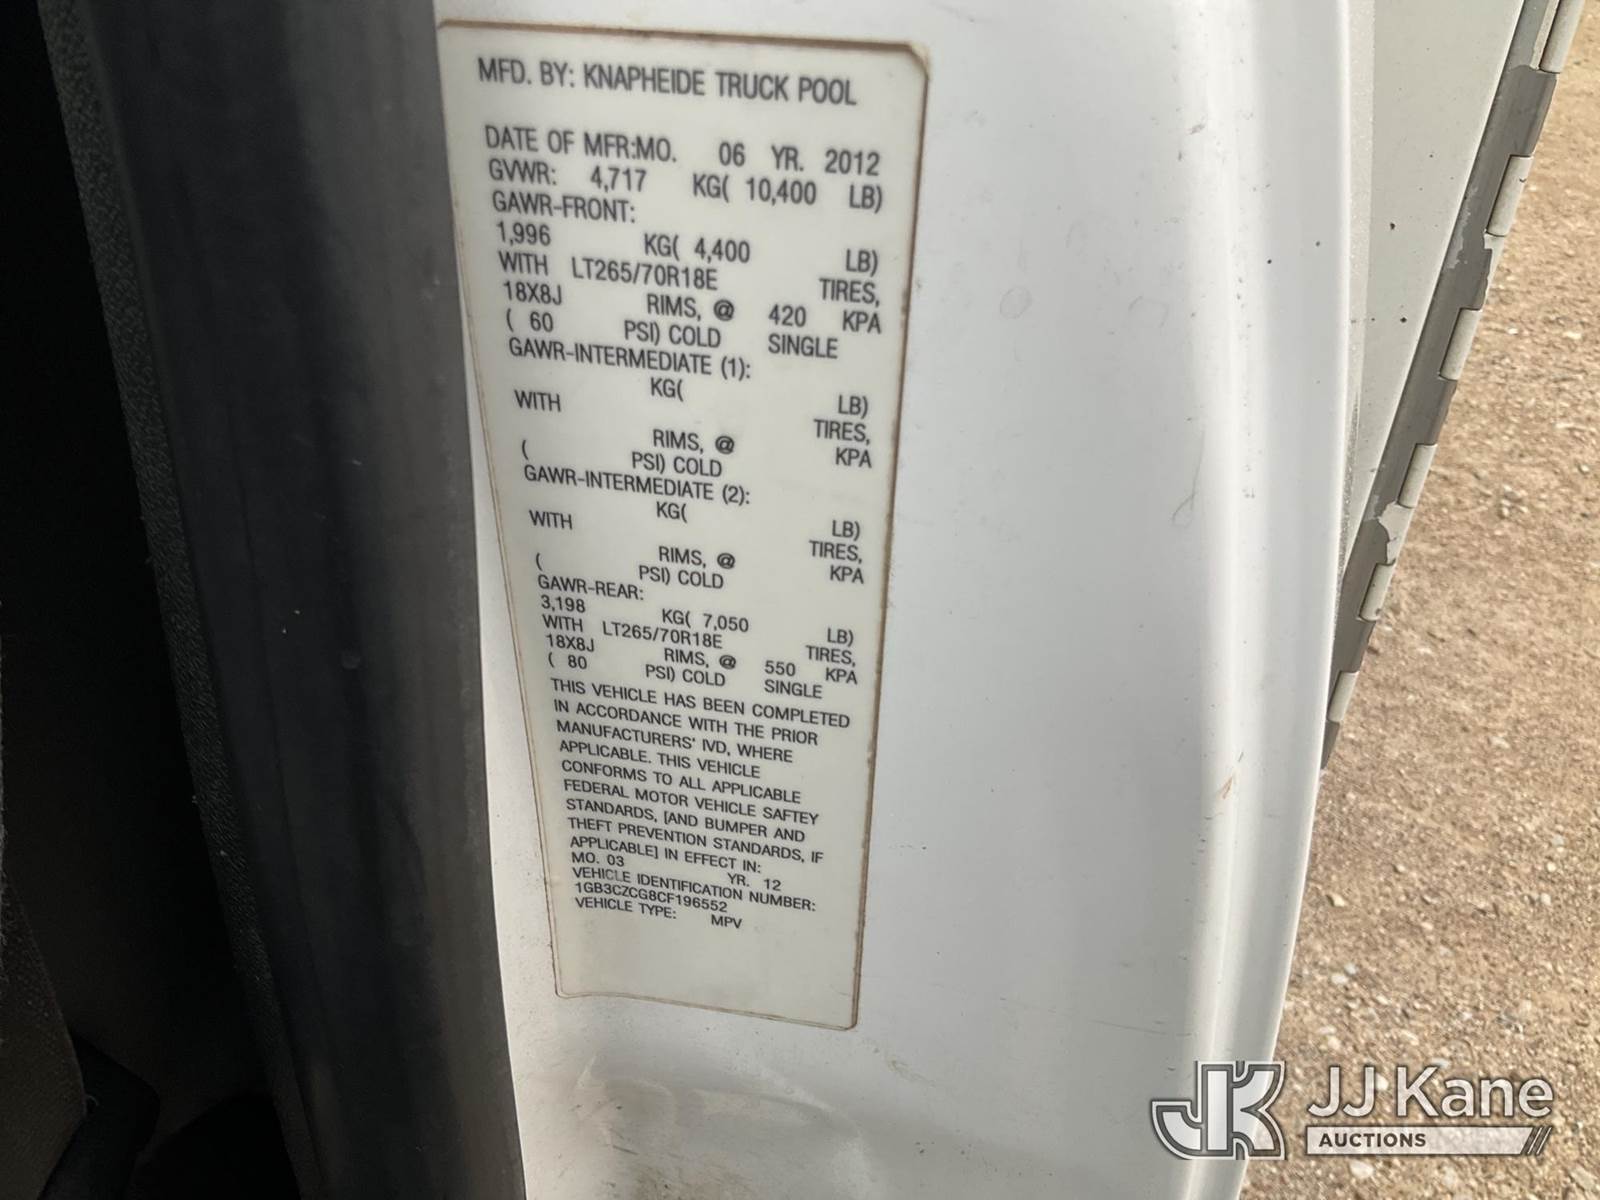 MFD. BY: KNAPHEIDE TRUCK POOL
DATE OF MFR:MO. 06 YR. 2012
GVWR: 4,717 KG( 10,400 LB)
GAWR-FRONT:
1,996 KG( 4,400 LB)
WITH LT265/70R18E TIRES,
18X8J RIMS, @ 420 KPA
( 60 PSI) COLD SINGLE
GAWR-INTERMEDIATE (1):
KG( LB)
WITH TIRES,
RIMS, @ KPA
( PSI) COLD
GAWR-INTERMEDIATE (2):
KG( LB)
WITH TIRES,
RIMS, @ KPA
( PSI) COLD
GAWR-REAR:
3,198 KG( 7,050 LB)
WITH LT265/70R18E TIRES,
18X8J RIMS, @ 550 KPA
( 80 PSI) COLD SINGLE
THIS VEHICLE HAS BEEN COMPLETED
IN ACCORDANCE WITH THE PRIOR
MANUFACTURERS' IVD, WHERE
APPLICABLE. THIS VEHICLE
CONFORMS TO ALL APPLICABLE
FEDERAL MOTOR VEHICLE SAFTEY
STANDARDS, [AND BUMPER AND
THEFT PREVENTION STANDARDS, IF
APPLICABLE] IN EFFECT IN:
MO. 03 YR. 12
VEHICLE IDENTIFICATION NUMBER:
1GB3CZCG8CF196552
VEHICLE TYPE: MPV
JK JJ Kane
AUCTIONS